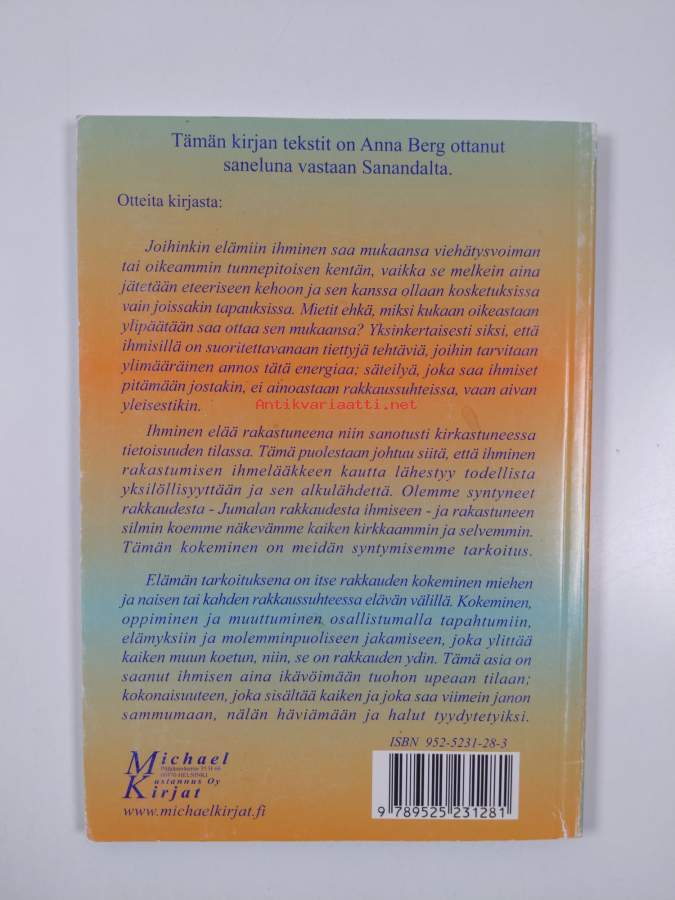 Tämän kirjan tekstit on Anna Berg ottanut
saneluna vastaan Sanandalta.
Otteita kirjasta:
Joihinkin elämiin ihminen saa mukaansa viehätysvoiman
tai oikeammin tunnepitoisen kentän, vaikka se melkein aina
jätetään eteeriseen kehoon ja sen kanssa ollaan kosketuksissa
vain joissakin tapauksissa. Mietit ehkä, miksi kukaan oikeastaan
ylipäätään saa ottaa sen mukaansa? Yksinkertaisesti siksi, että
ihmisillä on suoritettavanaan tiettyjä tehtäviä, joihin tarvitaan
ylimääräinen annos tätä energiaa; säteilyä, joka saa ihmiset
pitämään jostakin, ei ainoastaan rakkaussuhteissa, vaan aivan
yleisestikin.
Antikvariaatti.net
Ihminen elää rakastuneena niin sanotusti kirkastuneessa
tietoisuuden tilassa. Tämä puolestaan johtuu siitä, että ihminen
rakastumisen ihmelääkkeen kautta lähestyy todellista
yksilöllisyyttään ja sen alkulähdettä. Olemme syntyneet
rakkaudesta - Jumalan rakkaudesta ihmiseen - ja rakastuneen
silmin koemme näkevämme kaiken kirkkaammin ja selvemmin.
Tämän kokeminen on meidän syntymisemme tarkoitus.
Elämän tarkoituksena on itse rakkauden kokeminen miehen
ja naisen tai kahden rakkaussuhteessa elävän välillä. Kokeminen,
oppiminen ja muuttuminen osallistumalla tapahtumiin,
elämyksiin ja molemminpuoliseen jakamiseen, joka ylittää
kaiken muun koetun, niin, se on rakkauden ydin. Tämä asia on
saanut ihmisen aina ikävöimään tuohon upeaan tilaan;
kokonaisuuteen, joka sisältää kaiken ja joka saa viimein janon
sammumaan, nälän häviämään ja halut tyydytetyiksi.
ISBN 952-5231-28-3
Michael
HELSINKI
Kustannus Oy
Kirjat
www.michaelkirjat.fi
9 789525 231281